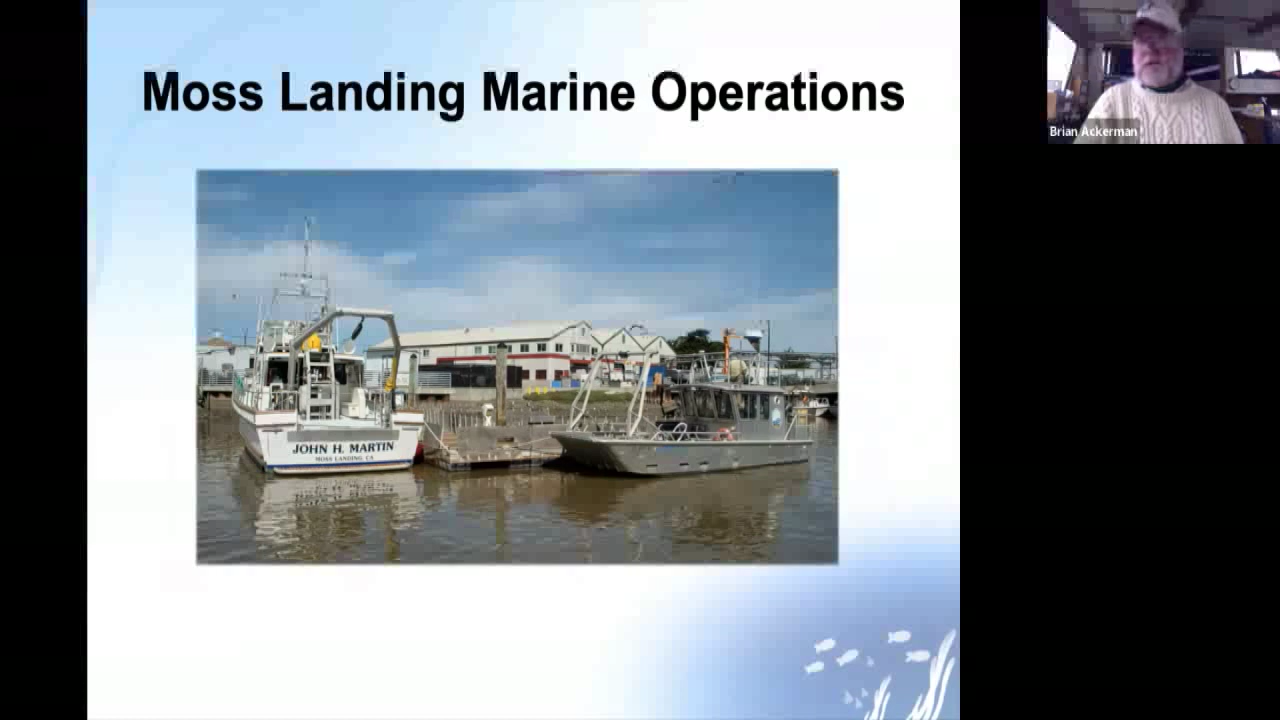 Moss Landing Marine Operations
Brian Ackerman
JOHN H. MARTIN
MOSS LANDING, CA